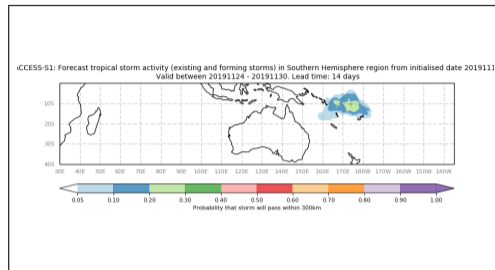 ACCESS-S1: Forecast tropical storm activity (existing and forming storms) in Southern Hemisphere region from initialised date 2019111
Valid between 20191124 - 20191130. Lead time: 14 days
10S
20S
30S
40S
30E 40E 50E 60E 70E 80E 90E 100E 110E 120E 130E 140E 150E 160E 170E 180W 170W 160W 150W 140W
0.05 0.10 0.20 0.30 0.40 0.50 0.60 0.70 0.80 0.90 1.00
Probability that storm will pass within 300km